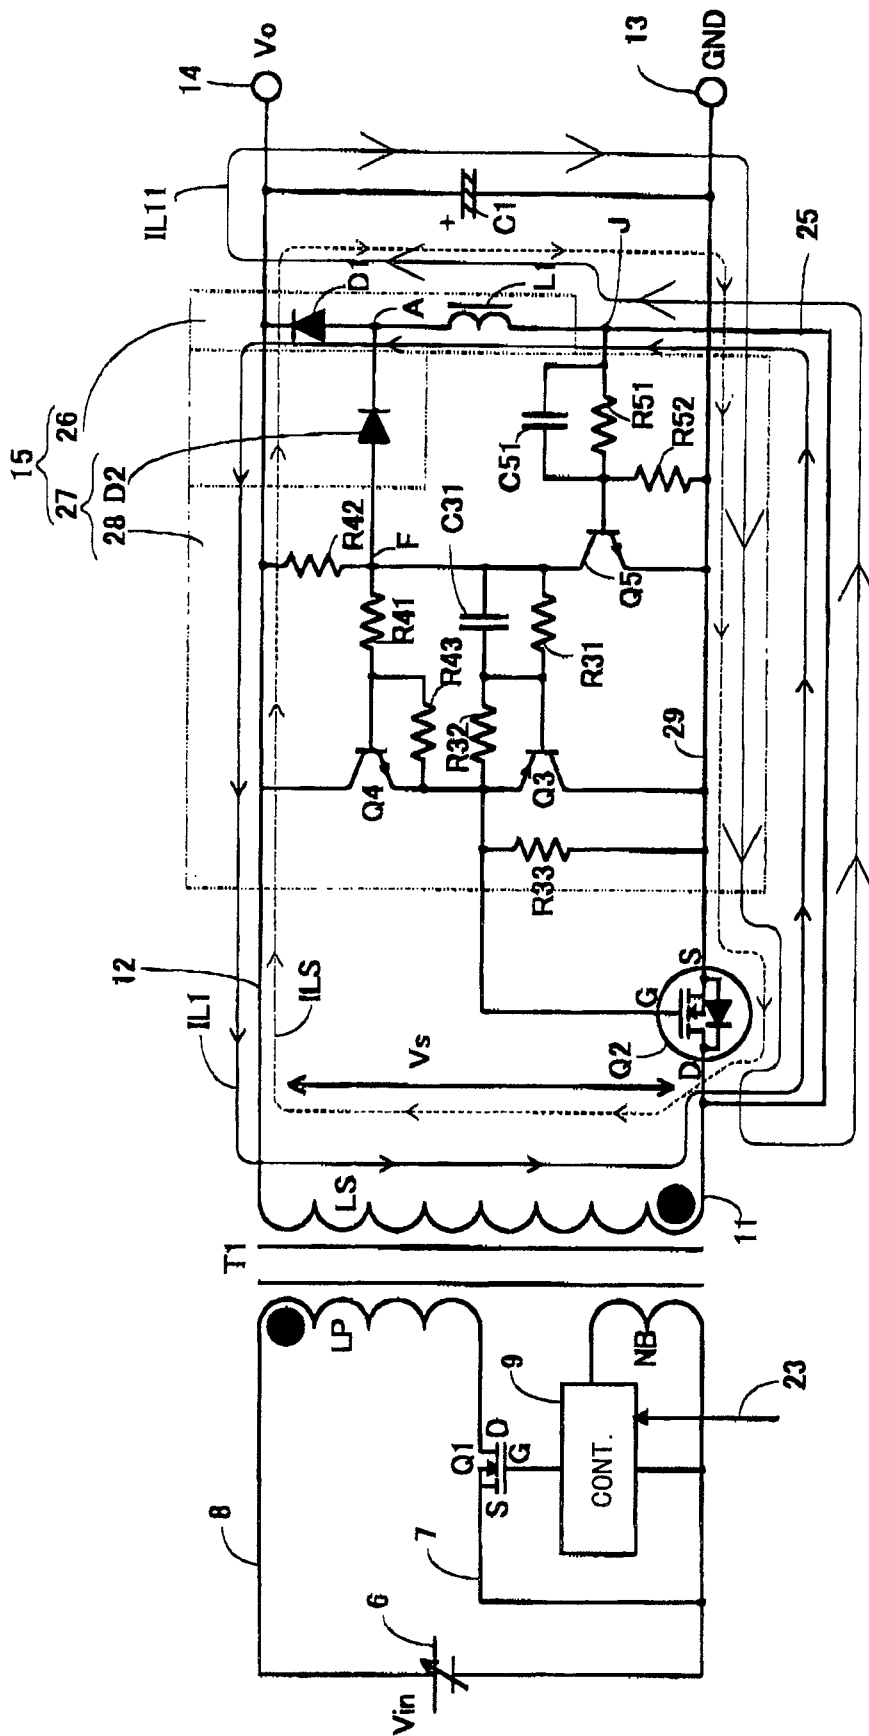 15
26
27
28 D2
IL11
14
Vo
12
IL1
ILS
R42
D1
A
+
C1
T1
8
LS
Vs
Q4
R41
F
R43
C31
L1
J
13
GND
LP
R32
Q3
R31
C51
R51
R52
25
Vin
6
7
Q1
S
D
G
9
CONT.
NB
23
R33
Q5
29
G
Q2
D
S
11